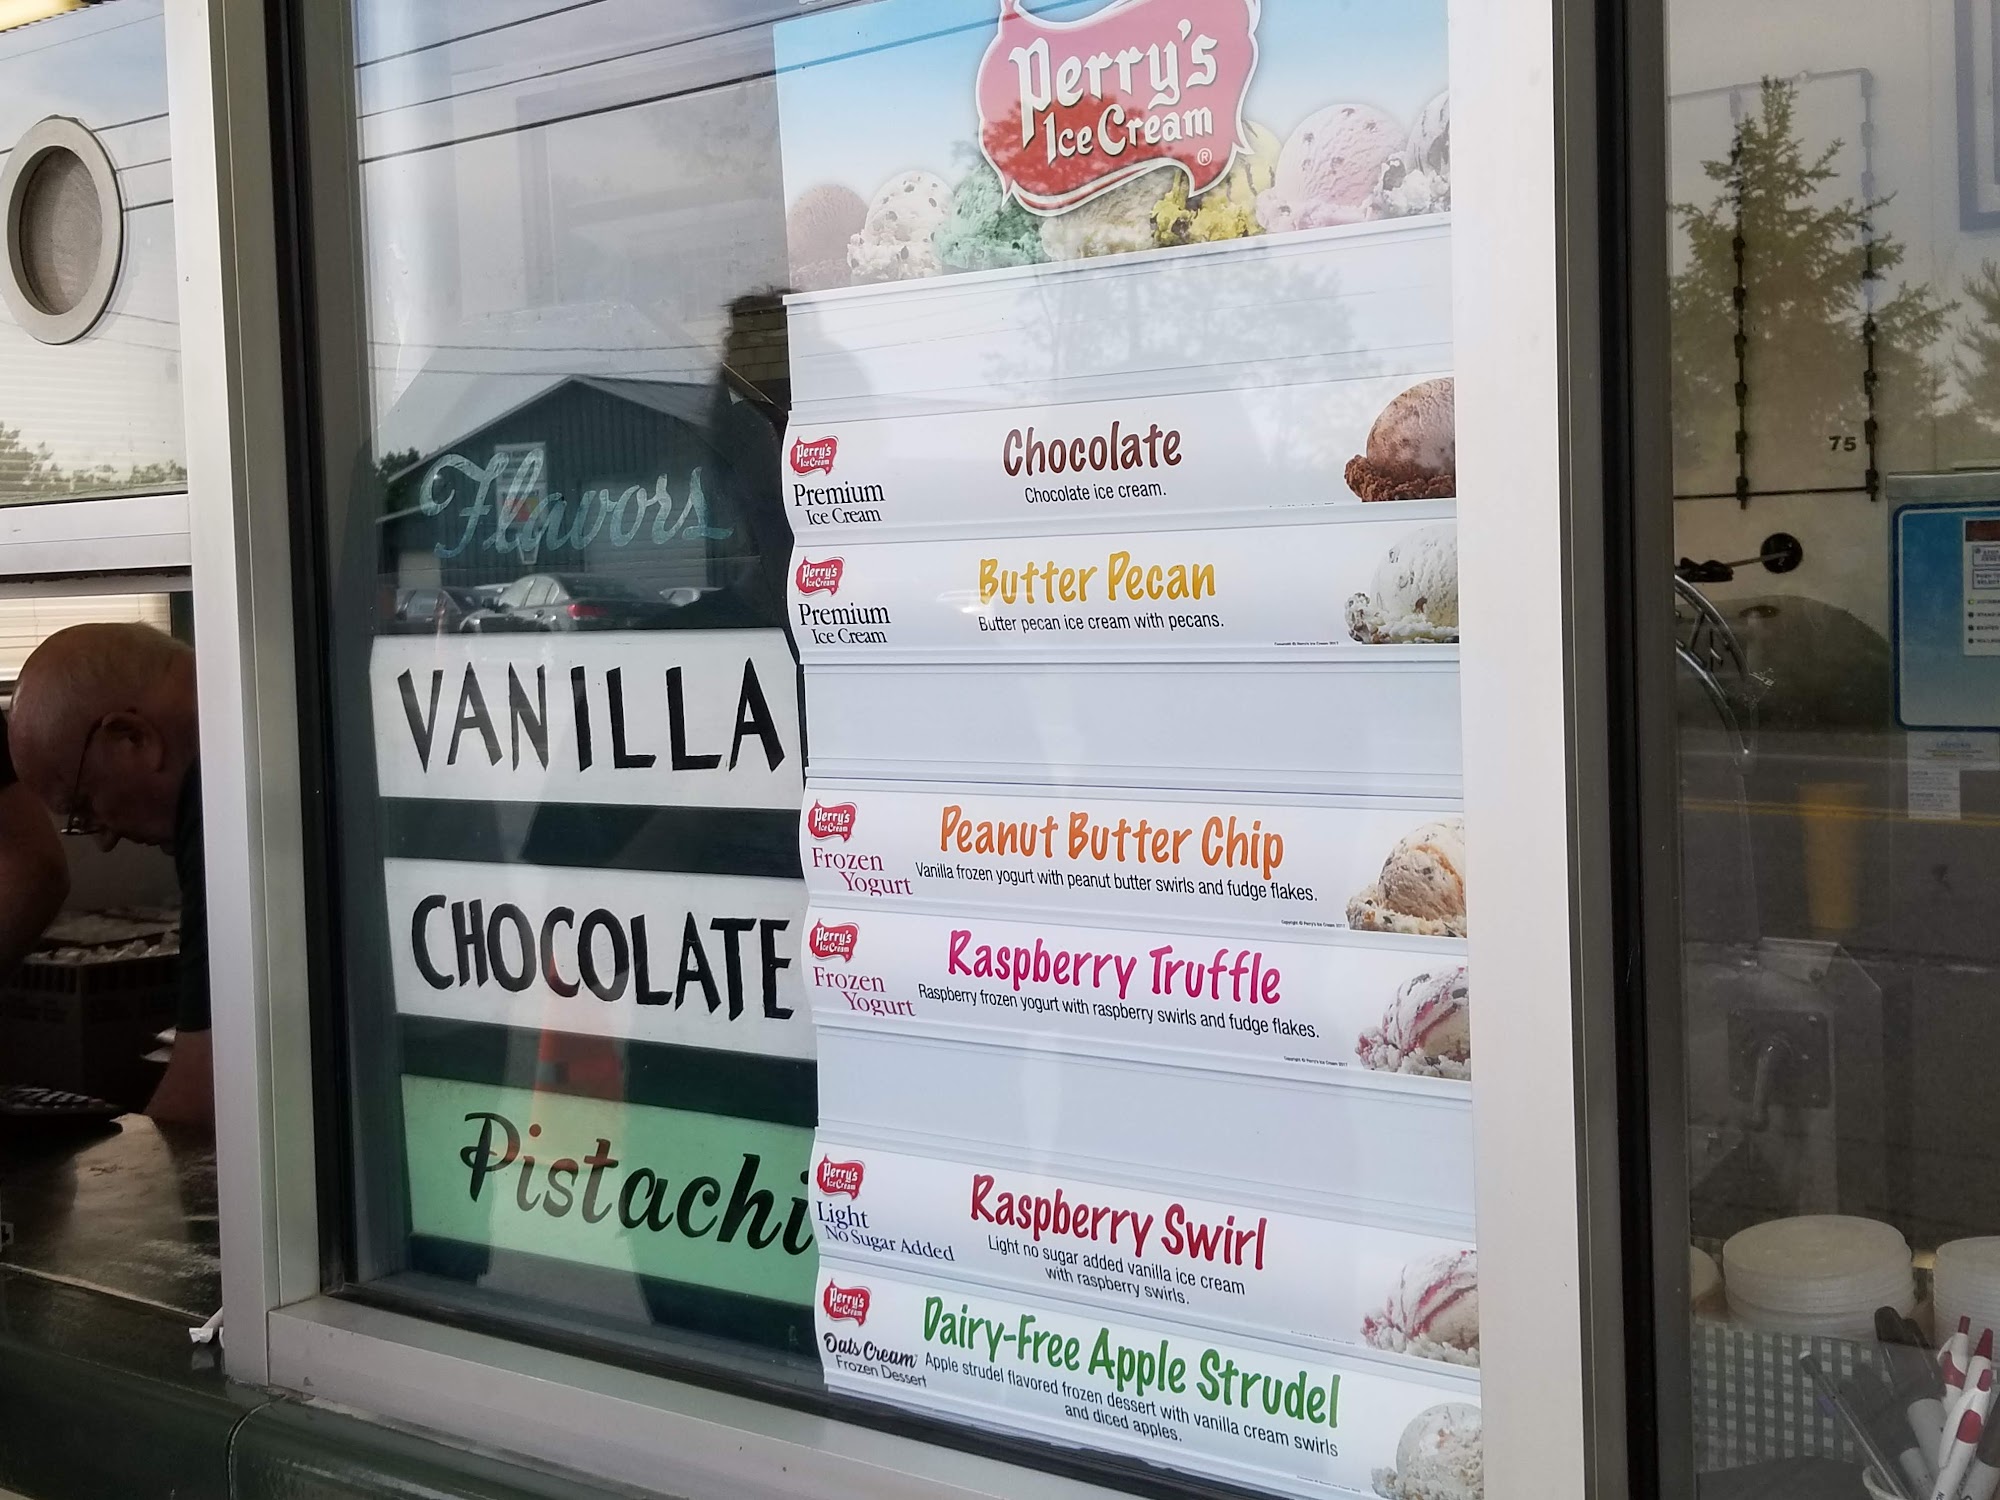 Perry's
Ice Cream
®
Flavors
VANILLA
CHOCOLATE
Pistachi
Perry's
Ice Cream
Premium
Ice Cream
Chocolate
Chocolate ice cream.
Perry's
Ice Cream
Premium
Ice Cream
Butter Pecan
Butter pecan ice cream with pecans.
Perry's
Ice Cream
Frozen
Yogurt
Peanut Butter Chip
Vanilla frozen yogurt with peanut butter swirls and fudge flakes.
Perry's
Ice Cream
Frozen
Yogurt
Raspberry Truffle
Raspberry frozen yogurt with raspberry swirls and fudge flakes.
Perry's
Ice Cream
Light
No Sugar Added
Raspberry Swirl
Light no sugar added vanilla ice cream
with raspberry swirls.
Perry's
Ice Cream
Oats Cream
Frozen Dessert
Dairy-Free Apple Strudel
Apple strudel flavored frozen dessert with vanilla cream swirls
and diced apples.
75